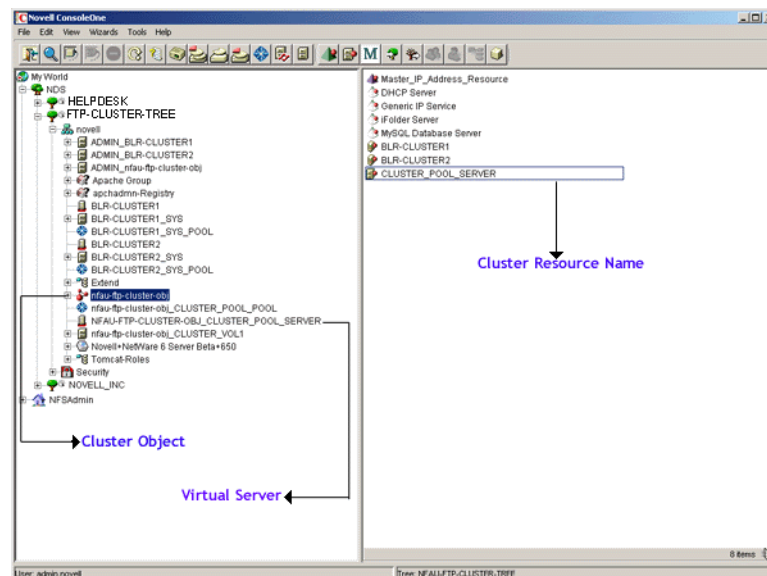 Novell ConsoleOne
File Edit View Wizards Tools Help
My World
NDS
HELPDESK
FTP-CLUSTER-TREE
novell
ADMIN_BLR-CLUSTER1
ADMIN_BLR-CLUSTER2
ADMIN_nfau-ftp-cluster-obj
Apache Group
apchadmn-Registry
BLR-CLUSTER1
BLR-CLUSTER1_SYS
BLR-CLUSTER1_SYS_POOL
BLR-CLUSTER2
BLR-CLUSTER2_SYS
BLR-CLUSTER2_SYS_POOL
Extend
nfau-ftp-cluster-obj
nfau-ftp-cluster-obj_CLUSTER_POOL_POOL
NFAU-FTP-CLUSTER-OBJ_CLUSTER_POOL_SERVER
nfau-ftp-cluster-obj_CLUSTER_VOL1
Novell+NetWare 6 Server Beta+650
Tomcat-Roles
Security
NOVELL_INC
NFSAdmin
Cluster Object
Virtual Server
M
Master_IP_Address_Resource
DHCP Server
Generic IP Service
iFolder Server
MySQL Database Server
BLR-CLUSTER1
BLR-CLUSTER2
CLUSTER_POOL_SERVER
Cluster Resource Name
8 items
User: admin.novell
Tree: NFAU-FTP-CLUSTER-TREE